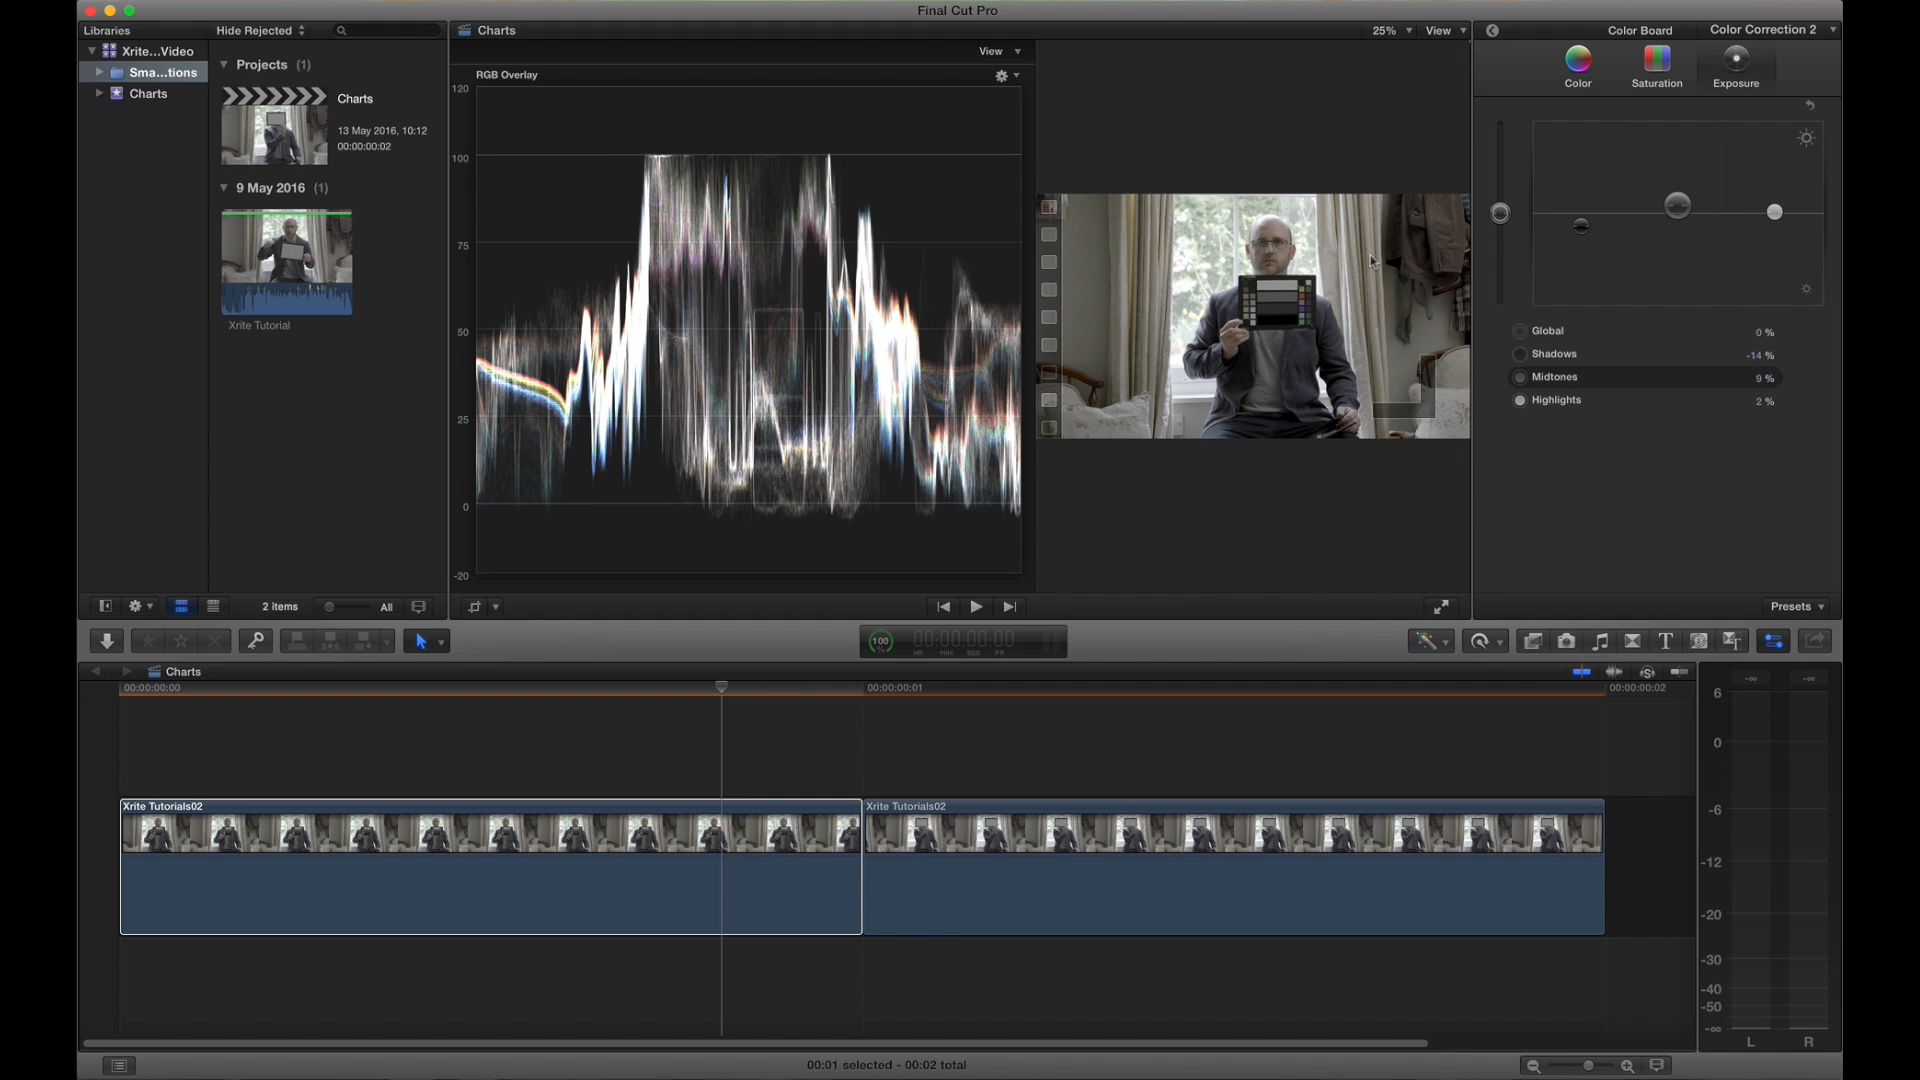 Final Cut Pro
Libraries
Hide Rejected
Charts
25%
View
Color Board
Color Correction 2
Xrite...Video
Sma...tions
Charts
Projects (1)
Charts
13 May 2016, 10:12
00:00:00:02
9 May 2016 (1)
Xrite Tutorial
View
RGB Overlay
120
100
75
50
25
0
-20
Color
Saturation
Exposure
Global 0 %
Shadows -14 %
Midtones 9 %
Highlights 2 %
2 items
All
Presets
100
%
00:00:00:00
HR MIN SEC FR
Charts
00:00:00:00
00:00:00:01
00:00:00:02
Xrite Tutorials02
Xrite Tutorials02
-∞ -∞
6
0
-6
-12
-20
-30
-40
-50
-∞
L R
00:01 selected - 00:02 total